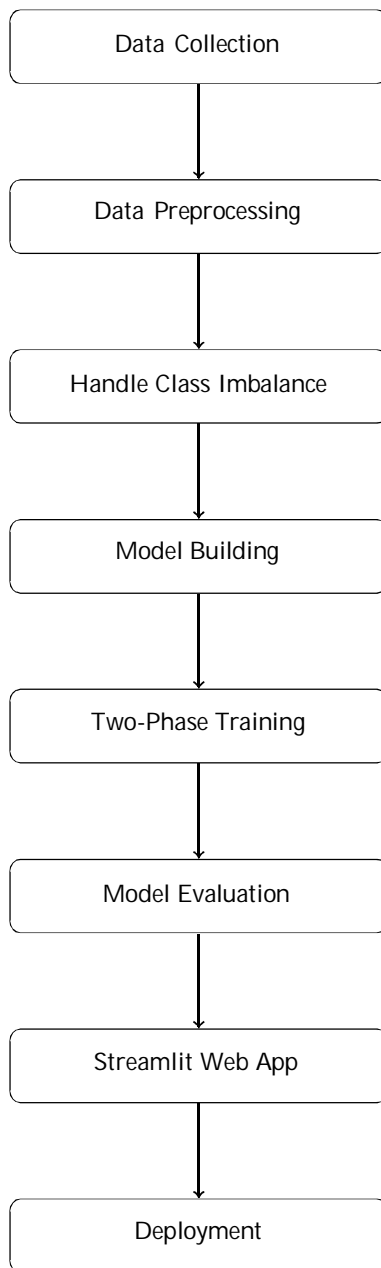 Data Collection
Data Preprocessing
Handle Class Imbalance
Model Building
Two-Phase Training
Model Evaluation
Streamlit Web App
Deployment